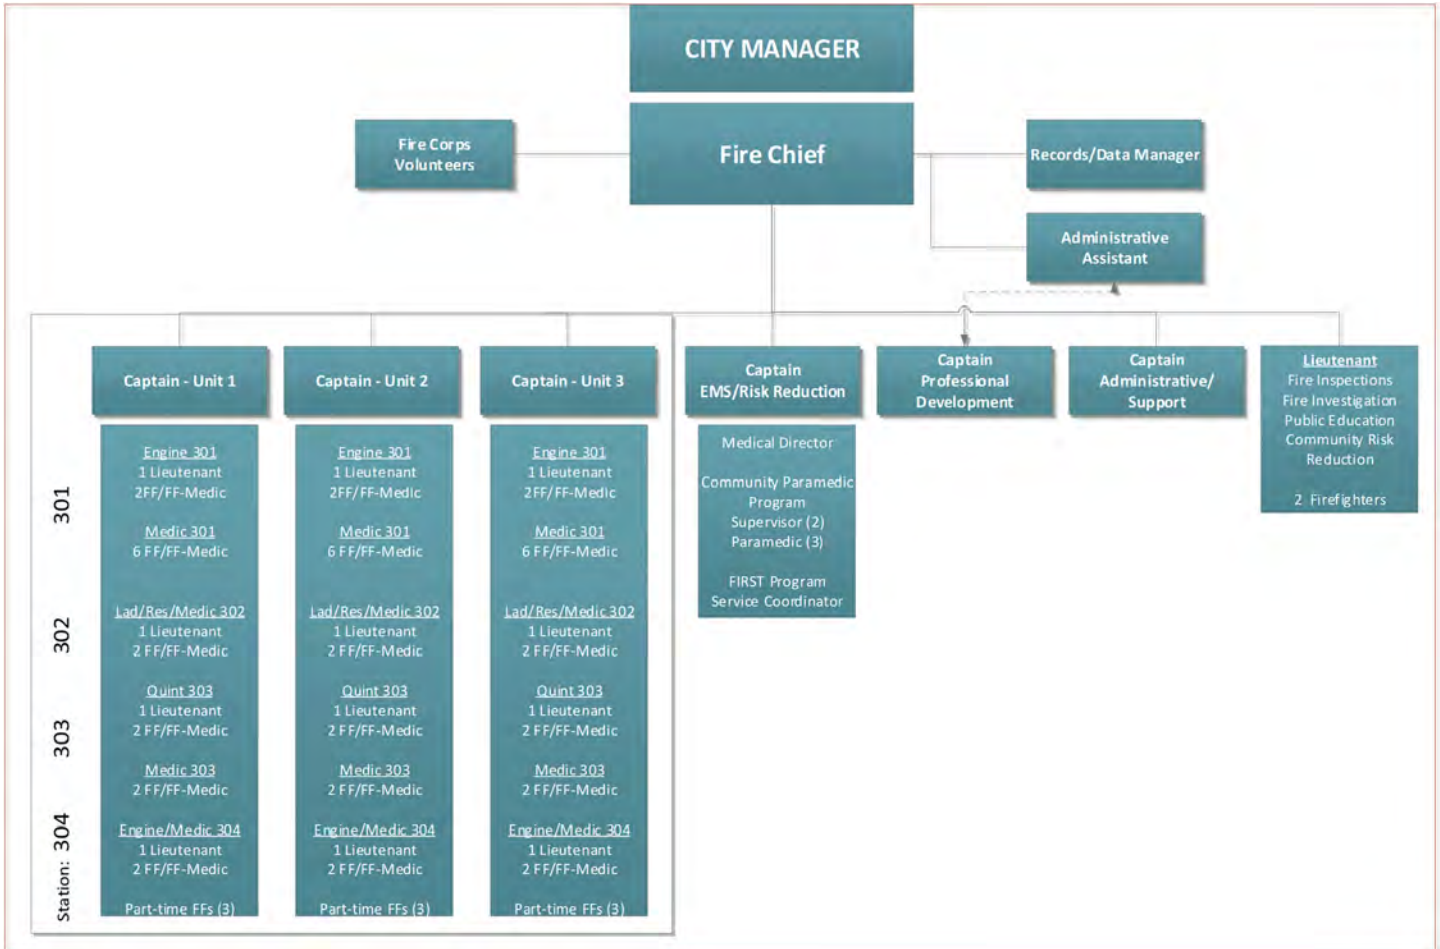 CITY MANAGER
Fire Chief
Fire Corps
Volunteers
Records/Data Manager
Administrative
Assistant
Captain - Unit 1
Captain - Unit 2
Captain - Unit 3
Captain
EMS/Risk Reduction
Captain
Professional
Development
Captain
Administrative/
Support
Lieutenant
Fire Inspections
Fire Investigation
Public Education
Community Risk
Reduction
2 Firefighters
Medical Director
Community Paramedic
Program
Supervisor (2)
Paramedic (3)
FIRST Program
Service Coordinator
301
302
303
Station: 304
Engine 301
1 Lieutenant
2FF/FF-Medic
Medic 301
6 FF/FF-Medic
Lad/Res/Medic 302
1 Lieutenant
2 FF/FF-Medic
Quint 303
1 Lieutenant
2 FF/FF-Medic
Medic 303
2 FF/FF-Medic
Engine/Medic 304
1 Lieutenant
2 FF/FF-Medic
Part-time FFs (3)
Engine 301
1 Lieutenant
2FF/FF-Medic
Medic 301
6 FF/FF-Medic
Lad/Res/Medic 302
1 Lieutenant
2 FF/FF-Medic
Quint 303
1 Lieutenant
2 FF/FF-Medic
Medic 303
2 FF/FF-Medic
Engine/Medic 304
1 Lieutenant
2 FF/FF-Medic
Part-time FFs (3)
Engine 301
1 Lieutenant
2FF/FF-Medic
Medic 301
6 FF/FF-Medic
Lad/Res/Medic 302
1 Lieutenant
2 FF/FF-Medic
Quint 303
1 Lieutenant
2 FF/FF-Medic
Medic 303
2 FF/FF-Medic
Engine/Medic 304
1 Lieutenant
2 FF/FF-Medic
Part-time FFs (3)